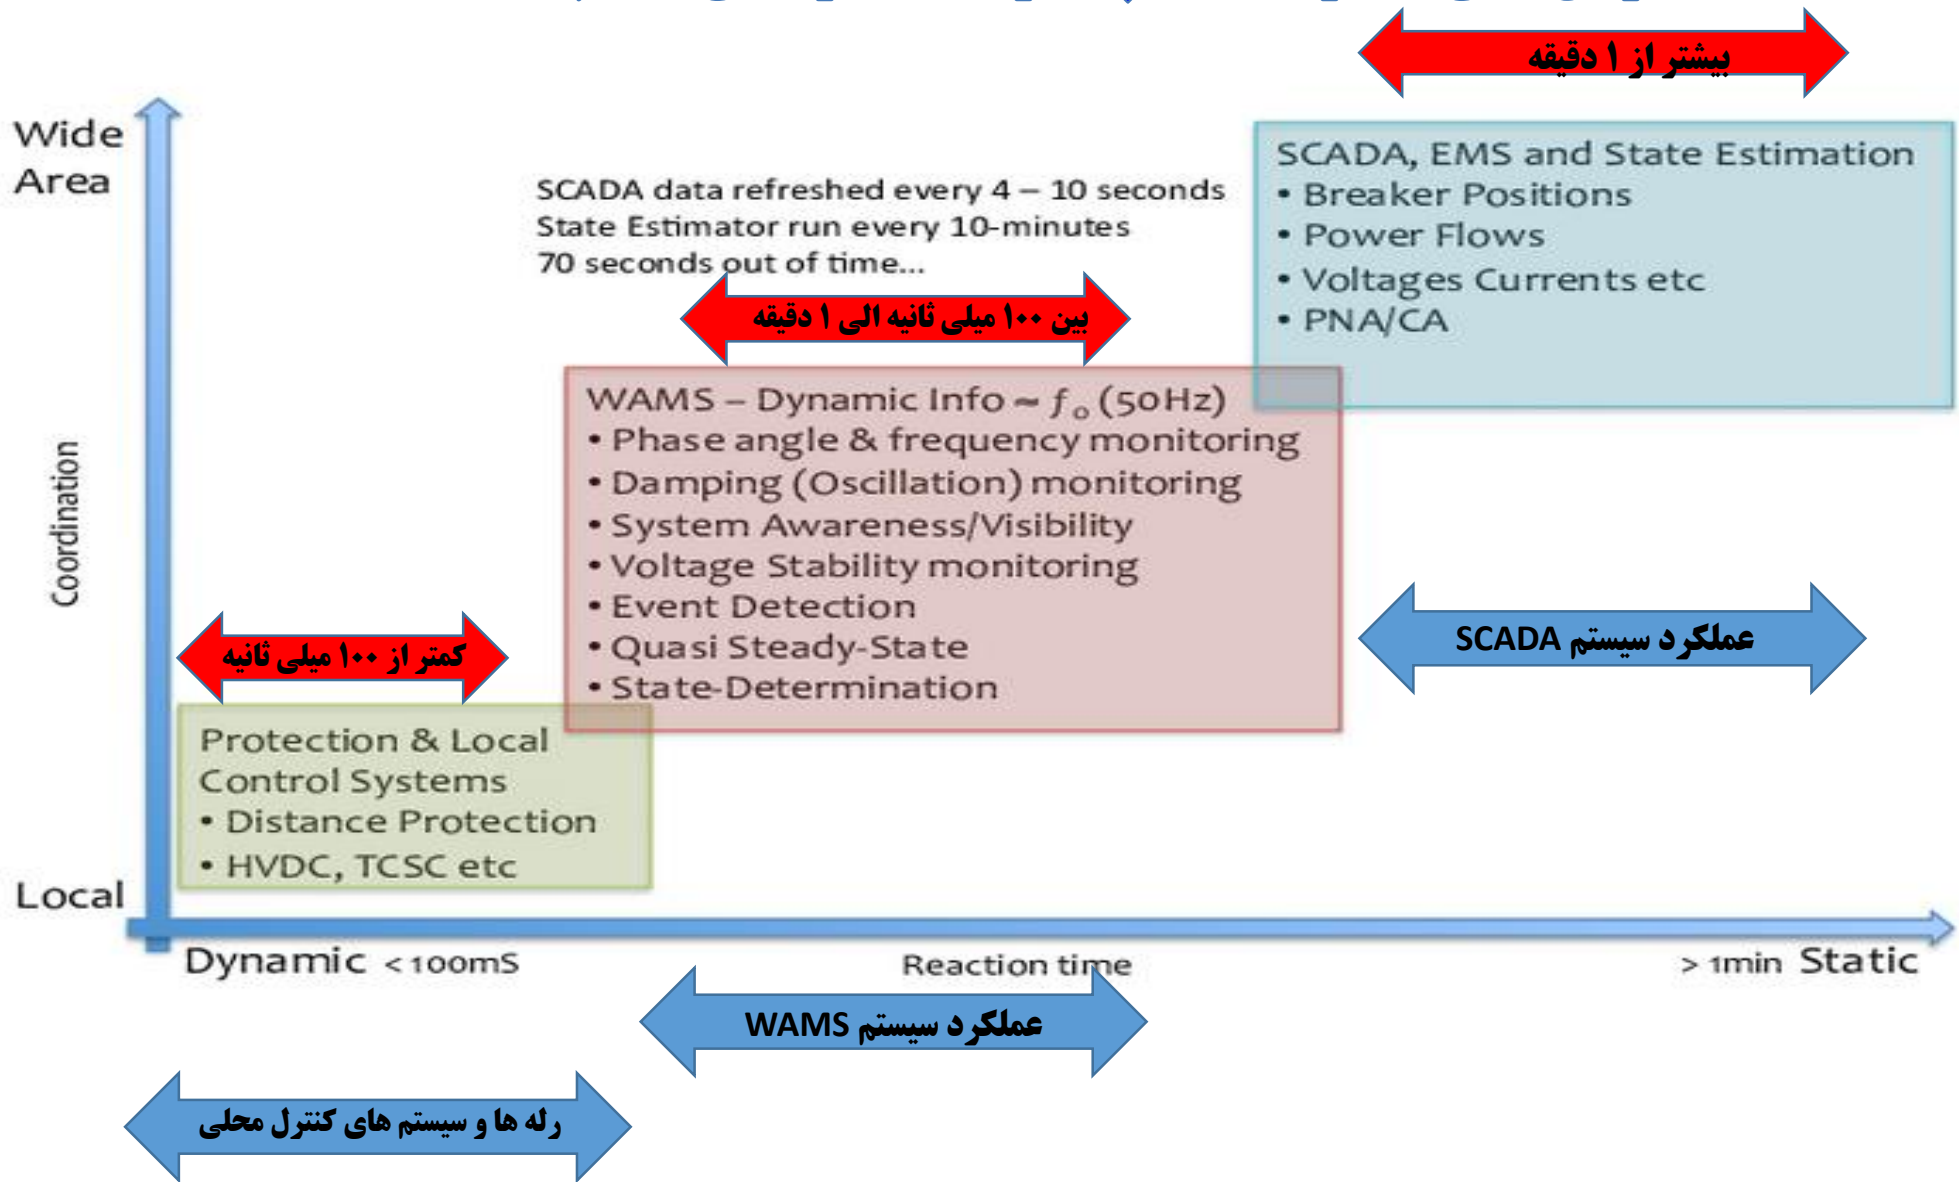 بیشتر از ۱ دقیقه
Wide
Area
SCADA, EMS and State Estimation
• Breaker Positions
• Power Flows
• Voltages Currents etc
• PNA/CA
SCADA data refreshed every 4 – 10 seconds
State Estimator run every 10-minutes
70 seconds out of time...
بین ۱۰۰ میلی ثانیه الی ۱ دقیقه
WAMS – Dynamic Info ~ fo (50Hz)
• Phase angle & frequency monitoring
• Damping (Oscillation) monitoring
• System Awareness/Visibility
• Voltage Stability monitoring
• Event Detection
• Quasi Steady-State
• State-Determination
Coordination
عملکرد سیستم SCADA
کمتر از ۱۰۰ میلی ثانیه
Protection & Local
Control Systems
• Distance Protection
• HVDC, TCSC etc
Local
Dynamic <100mS
Reaction time
> 1min Static
عملکرد سیستم WAMS
رله ها و سیستم های کنترل محلی